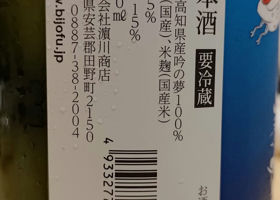 本酒 要冷蔵
高知県産吟の夢100%
(国産)、米麹(国産米)
5%
15%
0ml
社濵川商店
県安芸郡田野町2150
0887-38-2004
w.bijofu.jp
4 93327
お酒